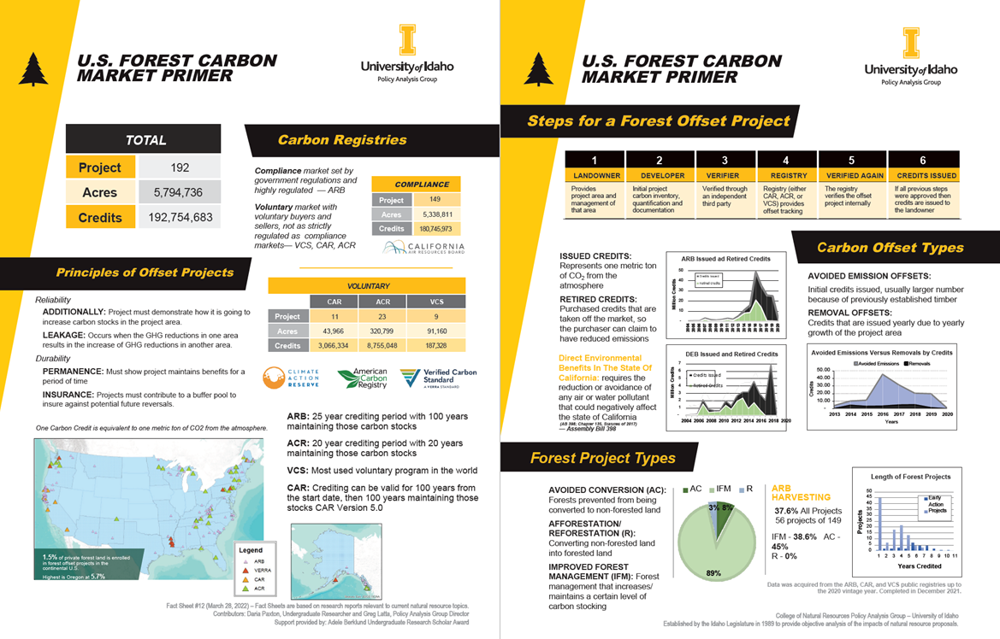 U.S. FOREST CARBON
MARKET PRIMER
University of Idaho
Policy Analysis Group
TOTAL
Project 192
Acres 5,794,736
Credits 192,754,683
Carbon Registries
Compliance market set by
government regulations and
highly regulated — ARB
Voluntary market with
voluntary buyers and
sellers, not as strictly
regulated as compliance
markets— VCS, CAR, ACR
COMPLIANCE
Project 149
Acres 5,338,811
Credits 180,745,973
CALIFORNIA
AIR RESOURCES BOARD
Principles of Offset Projects
Reliability
ADDITIONALLY: Project must demonstrate how it is going to
increase carbon stocks in the project area.
LEAKAGE: Occurs when the GHG reductions in one area
results in the increase of GHG reductions in another area.
Durability
PERMANENCE: Must show project maintains benefits for a
period of time
INSURANCE: Projects must contribute to a buffer pool to
insure against potential future reversals.
VOLUNTARY
CAR ACR VCS
Project 11 23 9
Acres 43,966 320,799 91,160
Credits 3,066,334 8,755,048 187,328
CLIMATE
ACTION
RESERVE
American
Carbon
Registry
Verified Carbon
Standard
A VERRA STANDARD
One Carbon Credit is equivalent to one metric ton of CO2 from the atmosphere.
1.5% of private forest land is enrolled
in forest offset projects in the
continental U.S.
Highest is Oregon at 5.7%
Legend
ARB
VERRA
CAR
ACR
ARB: 25 year crediting period with 100 years
maintaining those carbon stocks
ACR: 20 year crediting period with 20 years
maintaining those carbon stocks
VCS: Most used voluntary program in the world
CAR: Crediting can be valid for 100 years from
the start date, then 100 years maintaining those
stocks CAR Version 5.0
Fact Sheet #12 (March 28, 2022) – Fact Sheets are based on research reports relevant to current natural resource topics.
Contributors: Daria Paxton, Undergraduate Researcher and Greg Latta, Policy Analysis Group Director
Support provided by: Adele Berklund Undergraduate Research Scholar Award
U.S. FOREST CARBON
MARKET PRIMER
University of Idaho
Policy Analysis Group
Steps for a Forest Offset Project
1 2 3 4 5 6
LANDOWNER DEVELOPER VERIFIER REGISTRY VERIFIED AGAIN CREDITS ISSUED
Provides
project area and
management of
that area
Initial project
carbon inventory,
quantification and
documentation
Verified through
an independent
third party
Registry (either
CAR, ACR, or
VCS) provides
offset tracking
The registry
verifies the offset
project internally
If all previous steps
were approved then
credits are issued to
the landowner
ISSUED CREDITS:
Represents one metric ton
of CO2 from the
atmosphere
RETIRED CREDITS:
Purchased credits that are
taken off the market, so
the purchaser can claim to
have reduced emissions
Direct Environmental
Benefits In The State Of
California: requires the
reduction or avoidance of
any air or water pollutant
that could negatively affect
the state of California
(AB 398; Chapter 135, Statutes of 2017)
— Assembly Bill 398
ARB Issued ad Retired Credits
Million Credits
50
40
30
20
10
-
Credits Issued
Retired Credits
2004 2005 2006 2007 2008 2009 2010 2011 2012 2013 2014 2015 2016 2017 2018 2019 2020
DEB Issued and Retired Credits
Million Credits
7
6
5
4
3
2
1
-
Credits Issued
Retired Credits
2004 2006 2008 2010 2012 2014 2016 2018 2020
Carbon Offset Types
AVOIDED EMISSION OFFSETS:
Initial credits issued, usually larger number
because of previously established timber
REMOVAL OFFSETS:
Credits that are issued yearly due to yearly
growth of the project area
Avoided Emissions Versus Removals by Credits
Avoided Emissions Removals
Credits
50.00
40.00
30.00
20.00
10.00
-
2013 2014 2015 2016 2017 2018 2019 2020
Years
Forest Project Types
AVOIDED CONVERSION (AC):
Forests prevented from being
converted to non-forested land
AFFORESTATION/
REFORESTATION (R):
Converting non-forested land
into forested land
IMPROVED FOREST
MANAGEMENT (IFM): Forest
management that increases/
maintains a certain level of
carbon stocking
AC IFM R
3% 8%
89%
ARB
HARVESTING
37.6% All Projects
56 projects of 149
IFM - 38.6% AC -
45%
R - 0%
Length of Forest Projects
Projects
50
45
40
35
30
25
20
15
10
5
0
Early
Action
Projects
1 2 3 4 5 6 7 8 9 10 11
Years Credited
Data was acquired from the ARB, CAR, and VCS public registries up to
the 2020 vintage year. Completed in December 2021.
College of Natural Resources Policy Analysis Group – University of Idaho
Established by the Idaho Legislature in 1989 to provide objective analysis of the impacts of natural resource proposals.